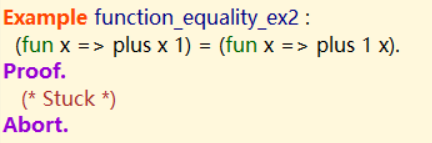 Example function_equality_ex2 :
(fun x => plus x 1) = (fun x => plus 1 x).
Proof.
(* Stuck *)
Abort.